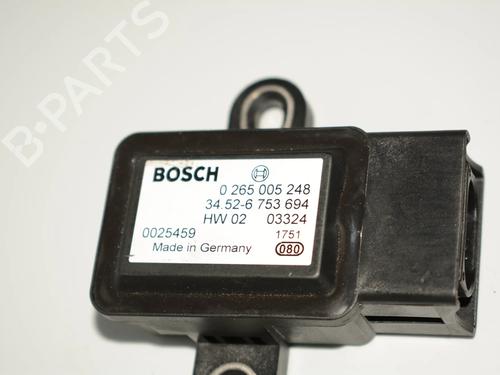 B-PARTS
BOSCH
0 265 005 248
34.52-6 753 694
HW 02 03324
0025459 1751
Made in Germany 080